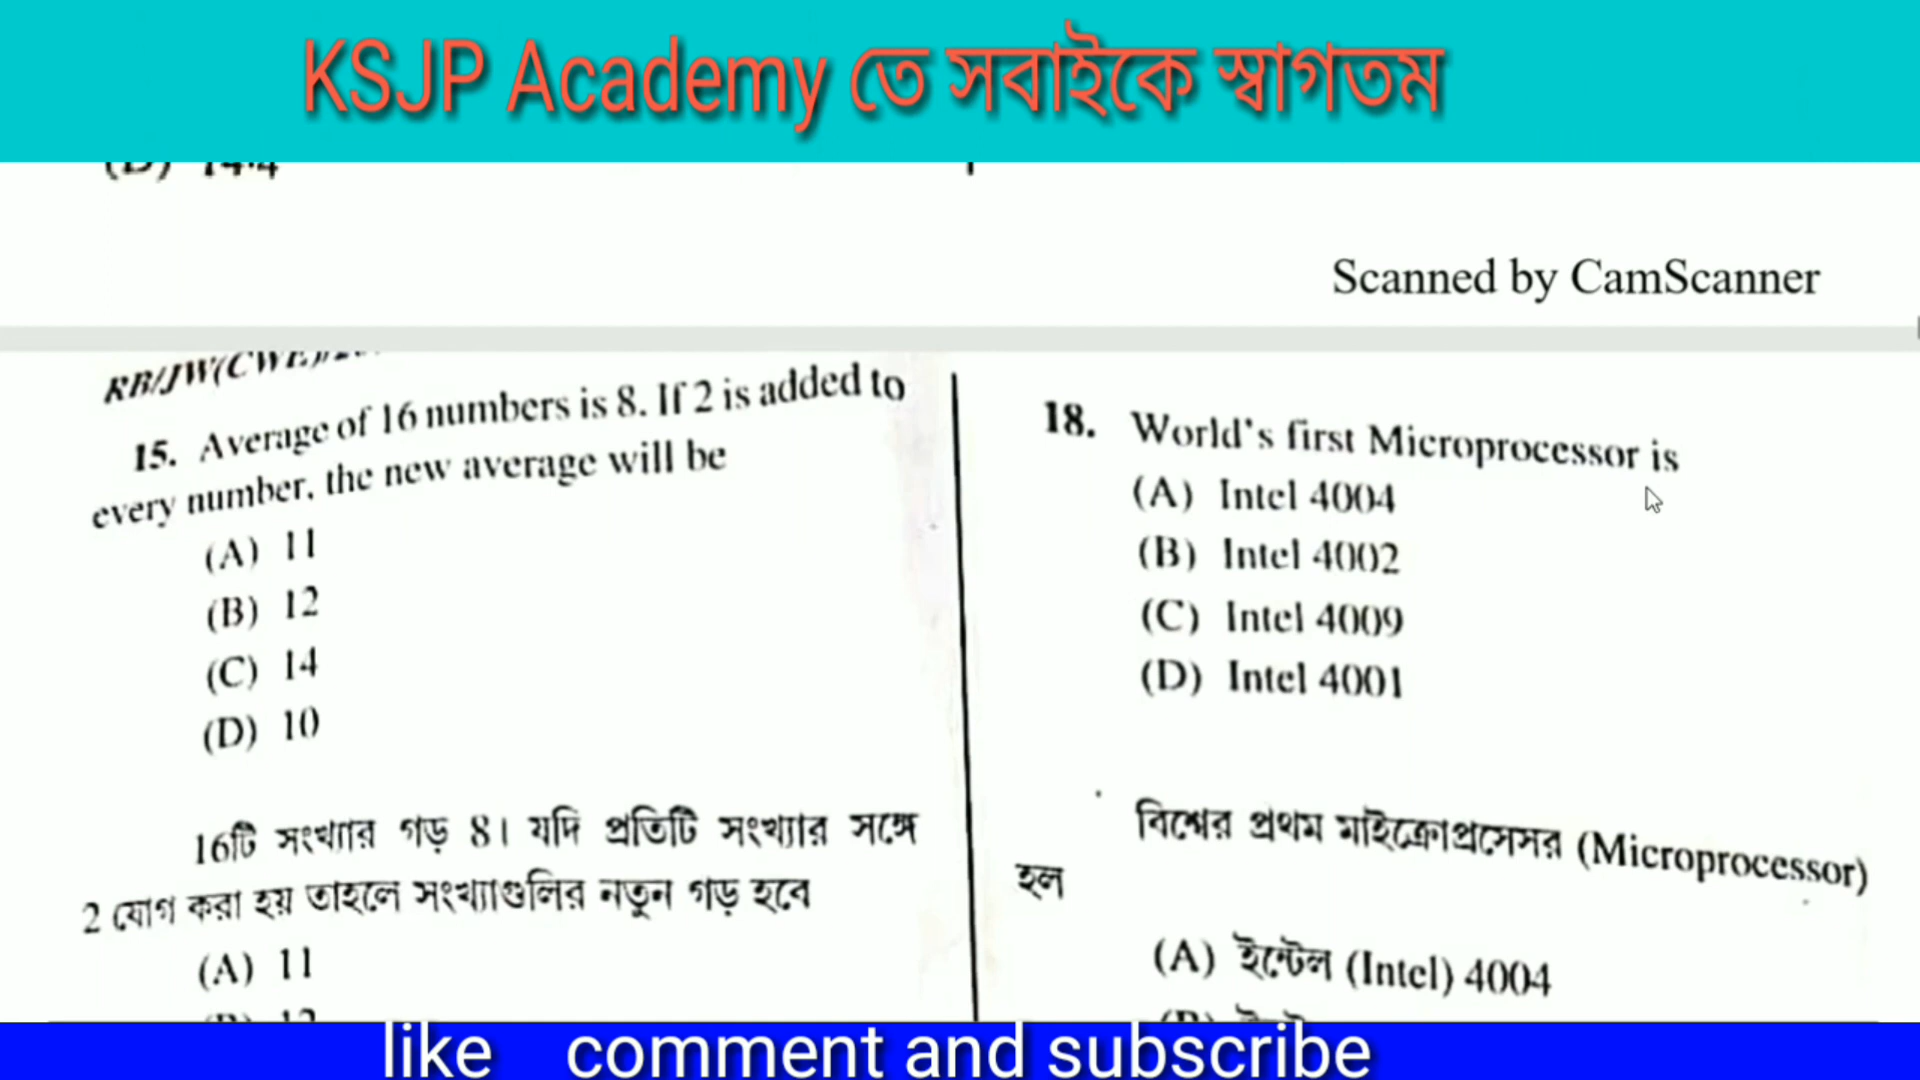 KSJP Academy তে সবাইকে স্বাগতম
Scanned by CamScanner
15. Average of 16 numbers is 8. If 2 is added to
every number, the new average will be
(A) 11
(B) 12
(C) 14
(D) 10
16টি সংখ্যার গড় 8। যদি প্রতিটি সংখ্যার সঙ্গে
2 যোগ করা হয় তাহলে সংখ্যাগুলির নতুন গড় হবে
(A) 11
18. World's first Microprocessor is
(A) Intel 4004
(B) Intel 4002
(C) Intel 4009
(D) Intel 4001
বিশ্বের প্রথম মাইক্রোপ্রসেসর (Microprocessor)
হল
(A) ইন্টেল (Intel) 4004
like comment and subscribe